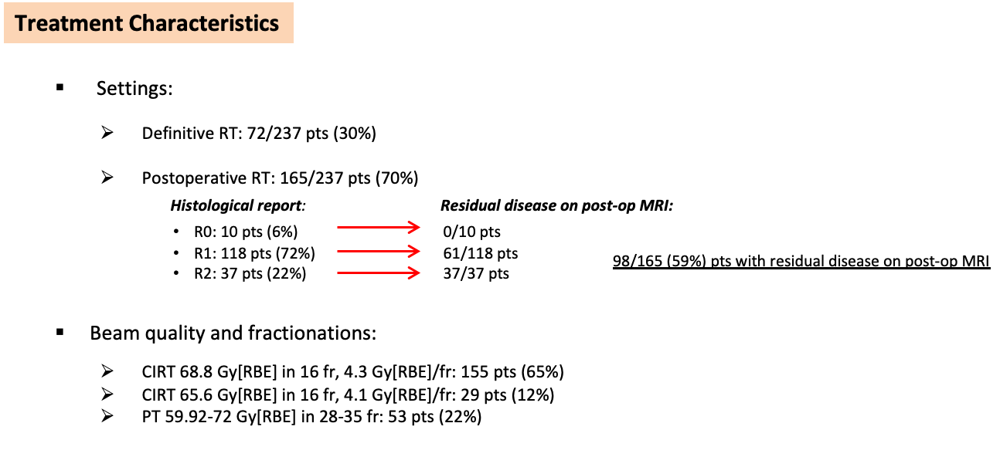 Treatment Characteristics
▪ Settings:
➢ Definitive RT: 72/237 pts (30%)
➢ Postoperative RT: 165/237 pts (70%)
Histological report: Residual disease on post-op MRI:
• R0: 10 pts (6%) 0/10 pts
• R1: 118 pts (72%) 61/118 pts
98/165 (59%) pts with residual disease on post-op MRI
• R2: 37 pts (22%) 37/37 pts
▪ Beam quality and fractionations:
➢ CIRT 68.8 Gy[RBE] in 16 fr, 4.3 Gy[RBE]/fr: 155 pts (65%)
➢ CIRT 65.6 Gy[RBE] in 16 fr, 4.1 Gy[RBE]/fr: 29 pts (12%)
➢ PT 59.92-72 Gy[RBE] in 28-35 fr: 53 pts (22%)